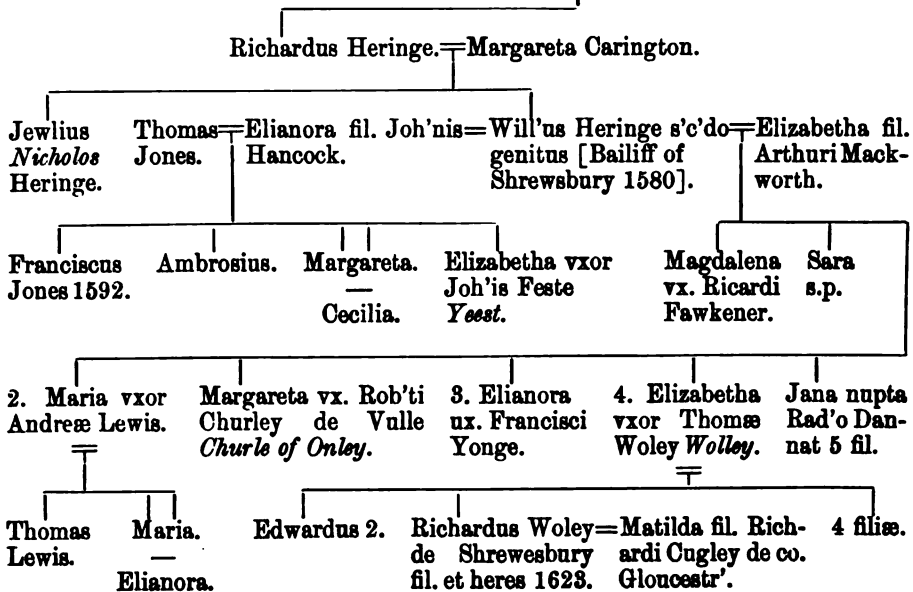 Richardus Heringe.=Margareta Carington.
Jewlius
Nicholos
Heringe.
Thomas=Elianora fil. Joh'nis=Will'us Heringe s'c'do=Elizabetha fil.
Jones.
Hancock.
genitus [Bailiff of
Shrewsbury 1580].
Arthuri Mack-
worth.
Franciscus
Jones 1592.
Ambrosius.
Margareta.
—
Cecilia.
Elizabetha vxor
Joh'is Feste
Yeest.
Magdalena
vx. Ricardi
Fawkener.
Sara
s.p.
2. Maria vxor
Andreæ Lewis.
Margareta vx. Rob'ti
Churley de Vulle
Churle of Onley.
3. Elianora
ux. Francisci
Yonge.
4. Elizabetha
vxor Thomæ
Woley Wolley.
Jana nupta
Rad'o Dan-
nat 5 fil.
Thomas
Lewis.
Maria.
—
Elianora.
Edwardus 2.
Richardus Woley=Matilda fil. Rich-
de Shrewesbury
fil. et heres 1623.
ardi Cugley de co.
Gloucestr'.
4 filiæ.